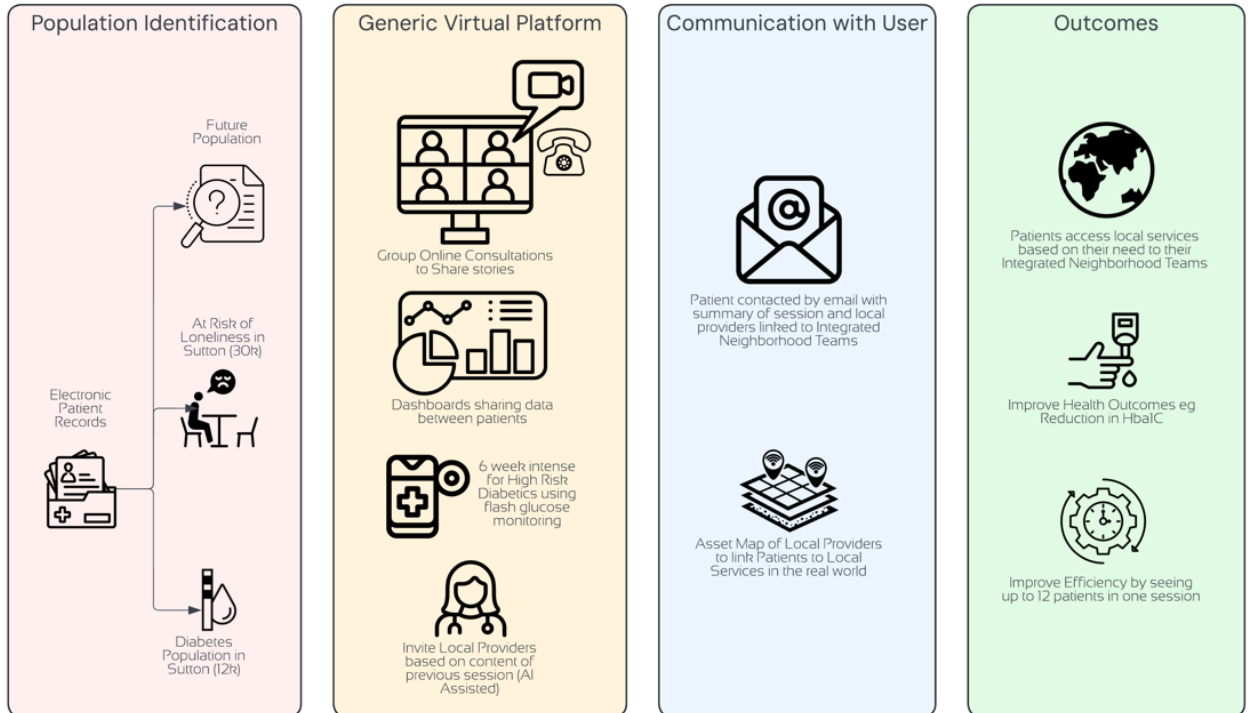 Population Identification
Future
Population
At Risk of
Loneliness in
Sutton (30k)
Electronic
Patient
Records
Diabetes
Population in
Sutton (12k)
Generic Virtual Platform
Group Online Consultations
to Share stories
Dashboards sharing data
between patients
6 week intense
for High Risk
Diabetics using
flash glucose
monitoring
Invite Local Providers
based on content of
previous session (AI
Assisted)
Communication with User
Patient contacted by email with
summary of session and local
providers linked to Integrated
Neighborhood Teams
Asset Map of Local Providers
to link Patients to Local
Services in the real world
Outcomes
Patients access local services
based on their need to their
Integrated Neighborhood Teams
Improve Health Outcomes eg
Reduction in Hba1C
Improve Efficiency by seeing
up to 12 patients in one session